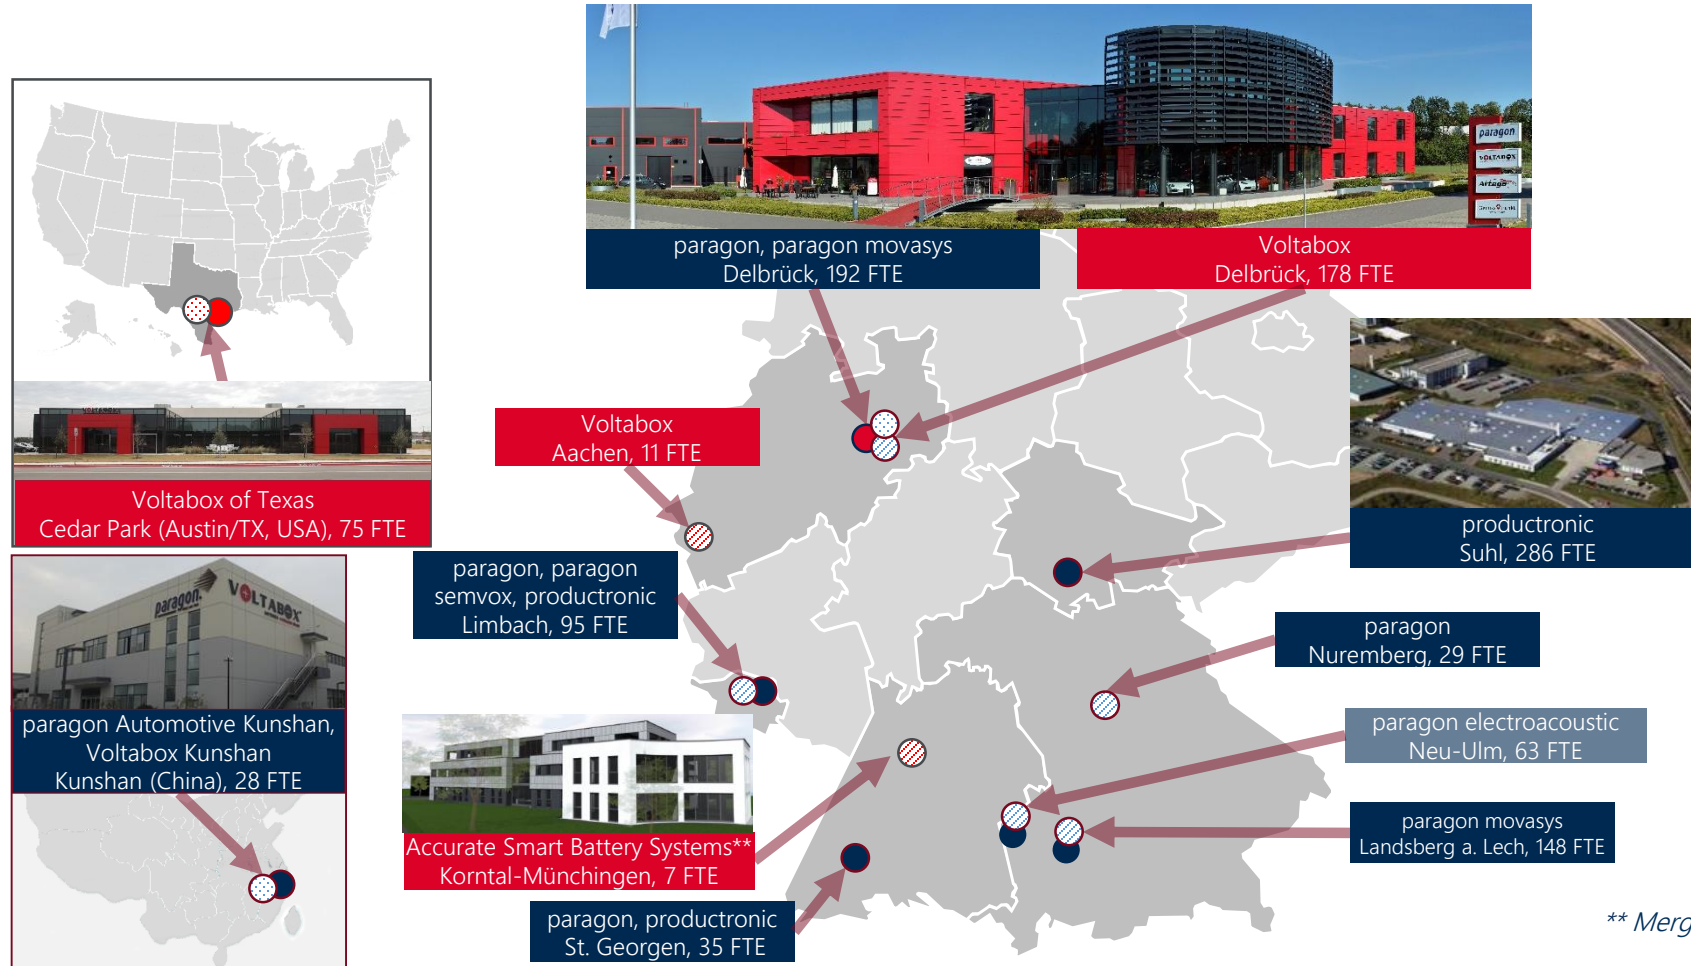 paragon
VOLTABOX
Artega
paragon, paragon movasys
Delbrück, 192 FTE
Voltabox
Delbrück, 178 FTE
Voltabox
Aachen, 11 FTE
Voltabox of Texas
Cedar Park (Austin/TX, USA), 75 FTE
productronic
Suhl, 286 FTE
paragon, paragon
semvox, productronic
Limbach, 95 FTE
paragon
VOLTABOX
paragon
Nuremberg, 29 FTE
paragon Automotive Kunshan,
Voltabox Kunshan
Kunshan (China), 28 FTE
paragon electroacoustic
Neu-Ulm, 63 FTE
Accurate Smart Battery Systems**
Korntal-Münchingen, 7 FTE
paragon movasys
Landsberg a. Lech, 148 FTE
paragon, productronic
St. Georgen, 35 FTE
** Merg